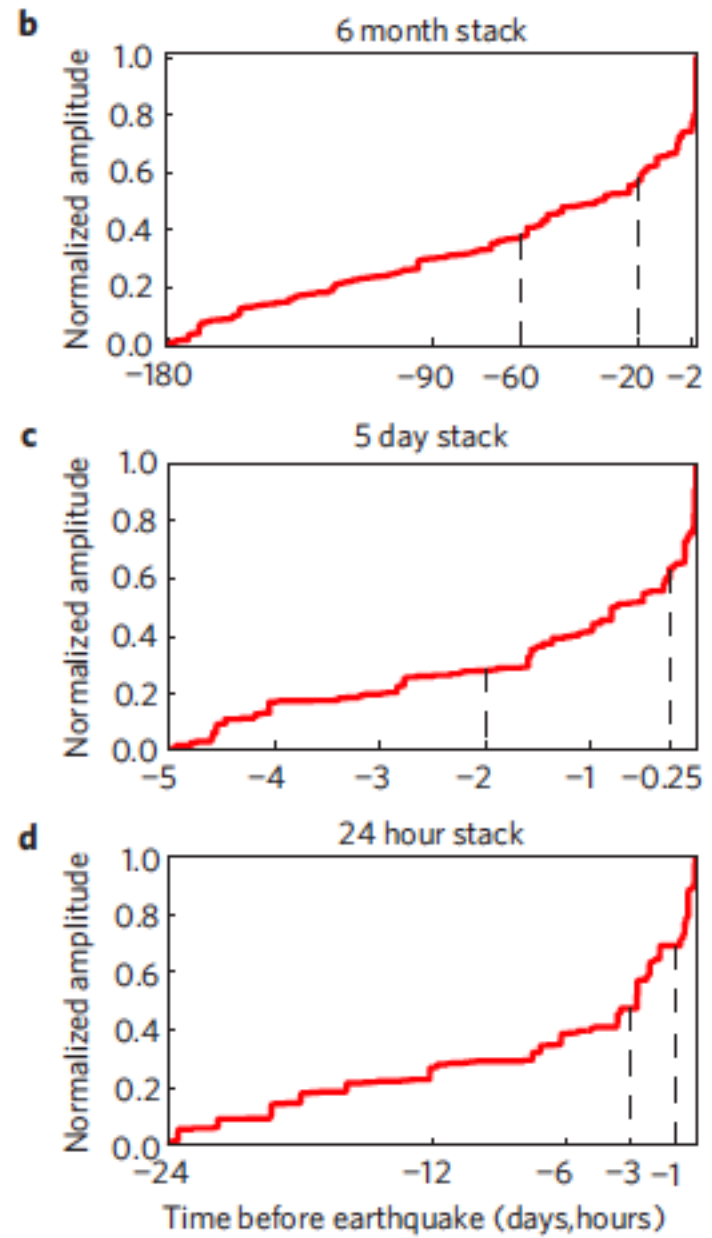 b
6 month stack
Normalized amplitude
1.0
0.8
0.6
0.4
0.2
0.0
−180 −90 −60 −20 −2
c
5 day stack
Normalized amplitude
1.0
0.8
0.6
0.4
0.2
0.0
−5 −4 −3 −2 −1 −0.25
d
24 hour stack
Normalized amplitude
1.0
0.8
0.6
0.4
0.2
0.0
−24 −12 −6 −3 −1
Time before earthquake (days,hours)